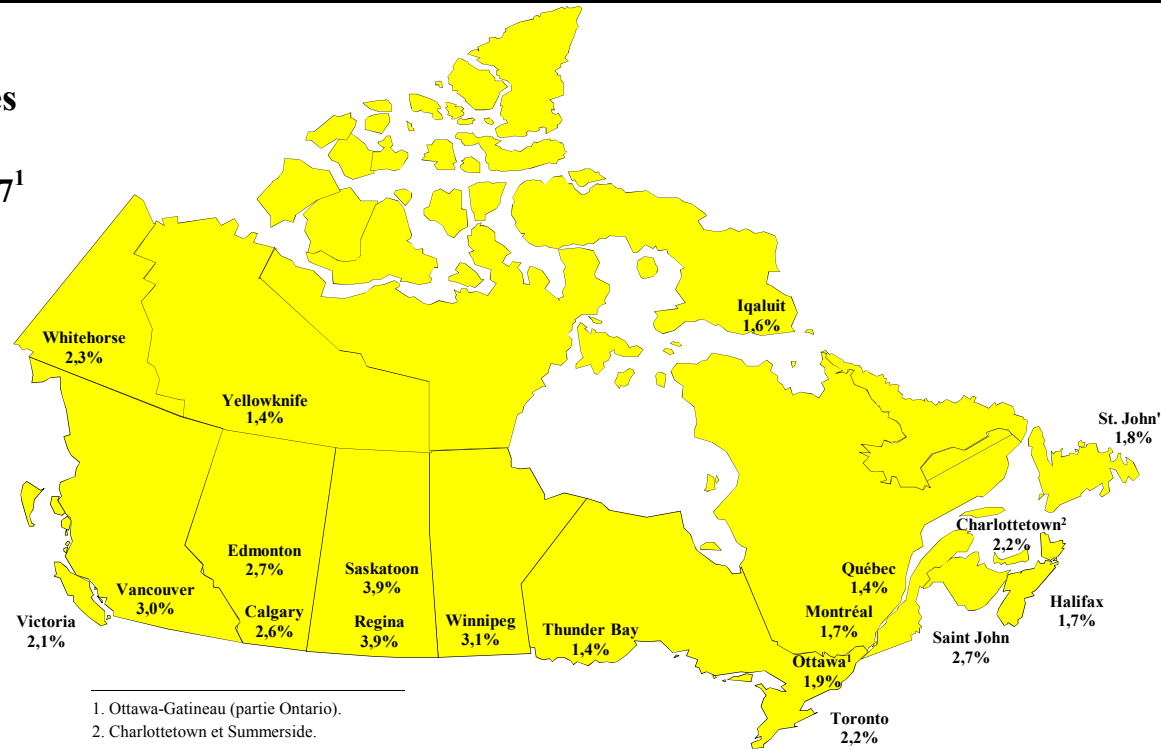 es
7¹
Iqaluit
1,6%
Whitehorse
2,3%
Yellowknife
1,4%
St. John'
1,8%
Charlottetown²
2,2%
Edmonton
2,7%
Saskatoon
3,9%
Québec
1,4%
Vancouver
3,0%
Calgary
2,6%
Regina
3,9%
Winnipeg
3,1%
Thunder Bay
1,4%
Montréal
1,7%
Halifax
1,7%
Victoria
2,1%
Saint John
2,7%
Ottawa¹
1,9%
Toronto
2,2%
1. Ottawa-Gatineau (partie Ontario).
2. Charlottetown et Summerside.